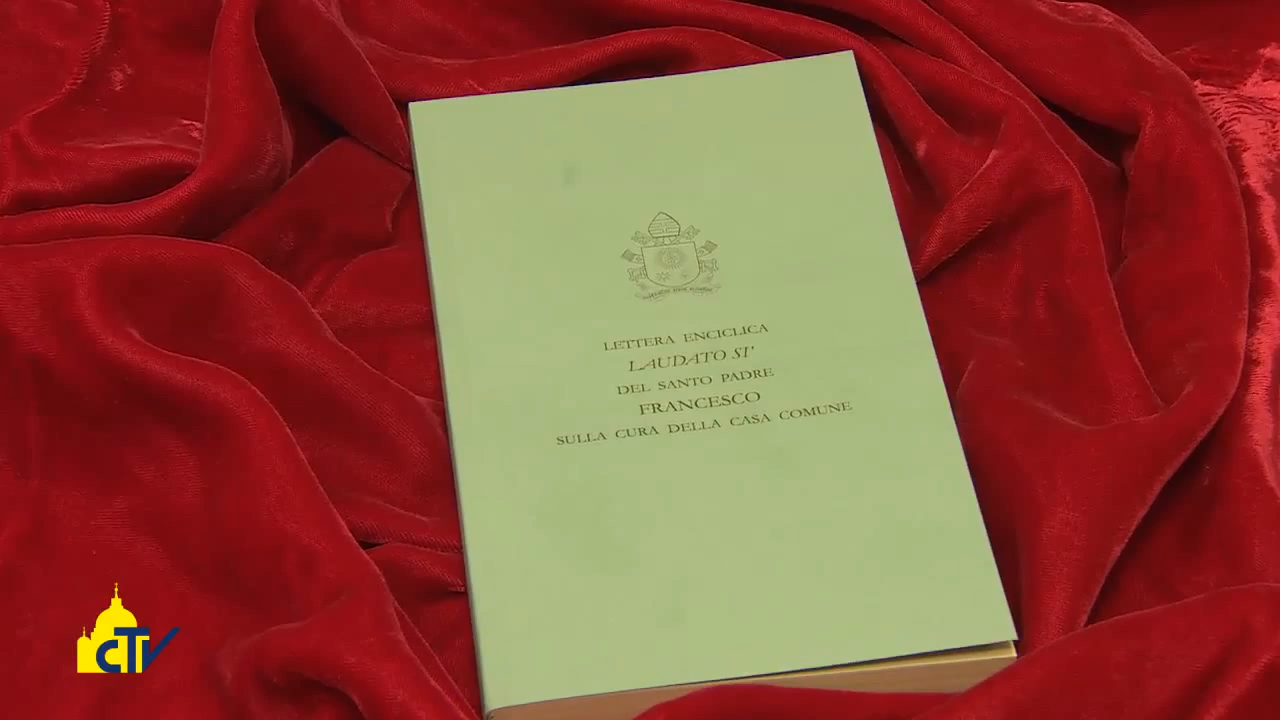 LETTERA ENCICLICA
LAUDATO SI'
DEL SANTO PADRE
FRANCESCO
SULLA CURA DELLA CASA COMUNE
CTV